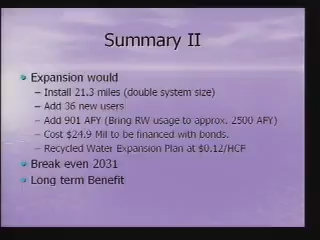 Summary II
Expansion would
– Install 21.3 miles (double system size)
– Add 36 new users
– Add 901 AFY (Bring RW usage to approx. 2500 AFY)
– Cost $24.9 Mil to be financed with bonds.
– Recycled Water Expansion Plan at $0.12/HCF
Break even 2031
Long term Benefit